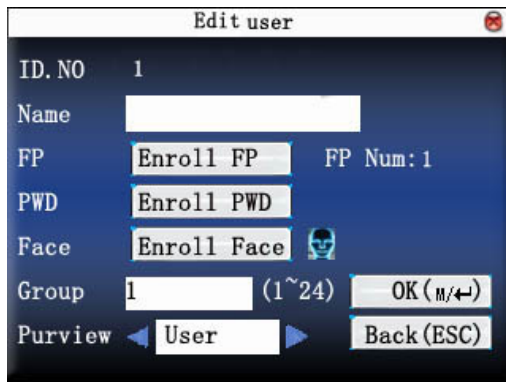 Edit user
ID.NO 1
Name
FP Enroll FP FP Num:1
PWD Enroll PWD
Face Enroll Face
Group 1 (1~24) OK(M/↵)
Purview User Back(ESC)